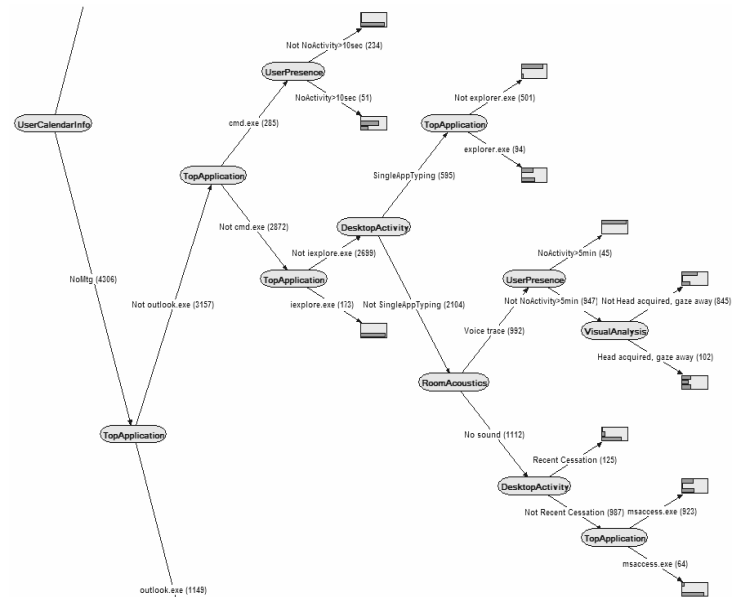 Not NoActivity>10sec (234)
UserPresence
NoActivity>10sec (51)
Not explorer.exe (501)
UserCalendarInfo
cmd.exe (285)
TopApplication
explorer.exe (94)
TopApplication
SingleAppTyping (595)
Not cmd.exe (2872)
DesktopActivity
Not iexplore.exe (2699)
NoActivity>5min (45)
NoMtg (4306)
TopApplication
UserPresence
iexplore.exe (173)
Not outlook.exe (3157)
Not SingleAppTyping (2104)
Not NoActivity>5min (947)
Not Head acquired, gaze away (845)
Voice trace (992)
VisualAnalysis
Head acquired, gaze away (102)
RoomAcoustics
TopApplication
No sound (1112)
Recent Cessation (125)
DesktopActivity
Not Recent Cessation (987)
msaccess.exe (923)
TopApplication
msaccess.exe (64)
outlook.exe (1149)